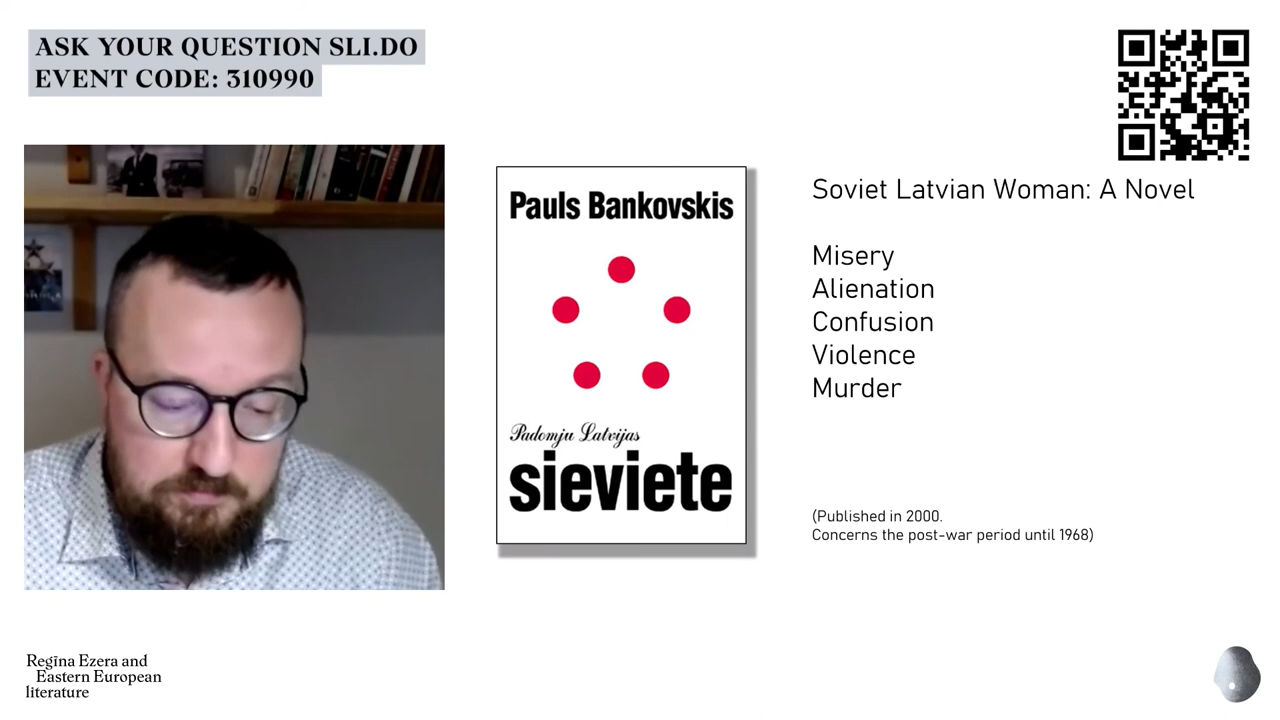 ASK YOUR QUESTION SLI.DO
EVENT CODE: 310990
Pauls Bankovskis
Padomju Latvijas
sieviete
Soviet Latvian Woman: A Novel
Misery
Alienation
Confusion
Violence
Murder
(Published in 2000.
Concerns the post-war period until 1968)
Regīna Ezera and
Eastern European
literature